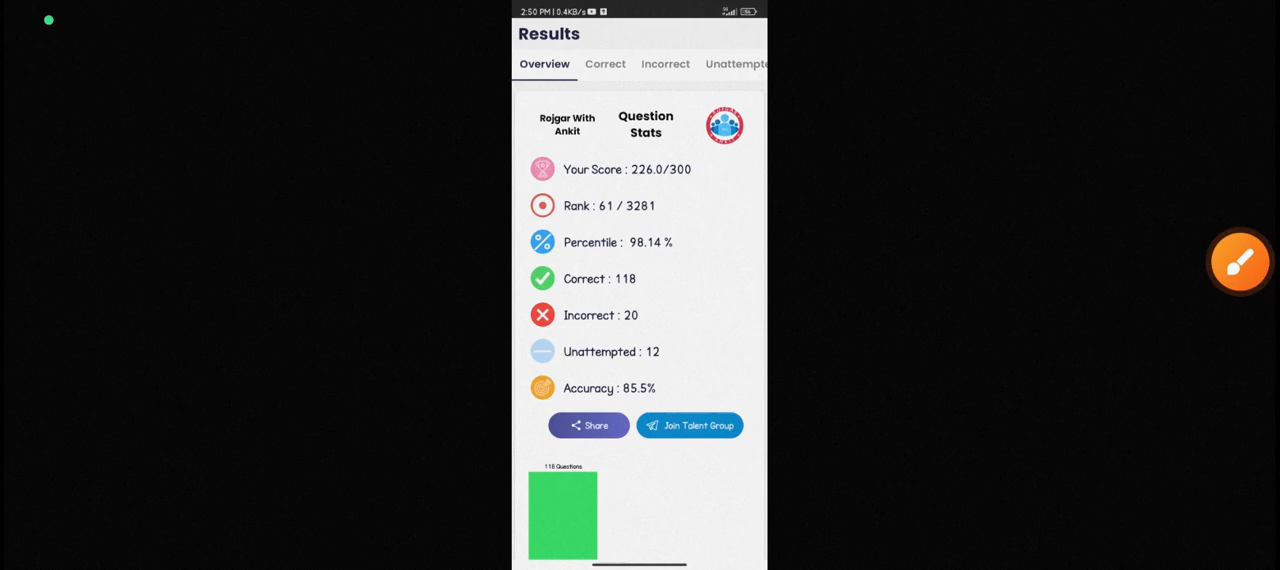 2:50 PM | 0.4KB/s
Results
Overview Correct Incorrect Unattempte
Rojgar With
Ankit
Question
Stats
Your Score : 226.0/300
Rank : 61 / 3281
Percentile : 98.14 %
Correct : 118
Incorrect : 20
Unattempted : 12
Accuracy : 85.5%
Share
Join Talent Group
118 Questions